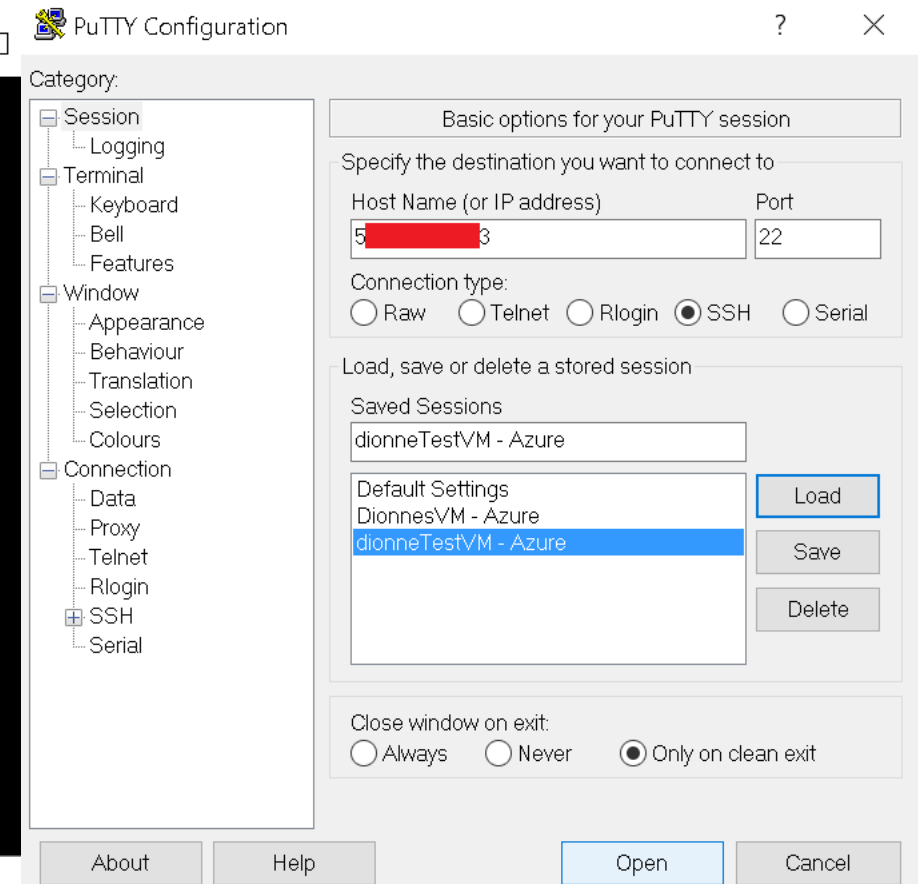 PuTTY Configuration
?
Category:
Session
Logging
Terminal
Keyboard
Bell
Features
Window
Appearance
Behaviour
Translation
Selection
Colours
Connection
Data
Proxy
Telnet
Rlogin
SSH
Serial
Basic options for your PuTTY session
Specify the destination you want to connect to
Host Name (or IP address) Port
5 3 22
Connection type:
Raw Telnet Rlogin SSH Serial
Load, save or delete a stored session
Saved Sessions
dionneTestVM - Azure
Default Settings
DionnesVM - Azure
dionneTestVM - Azure
Load
Save
Delete
Close window on exit:
Always Never Only on clean exit
About Help Open Cancel